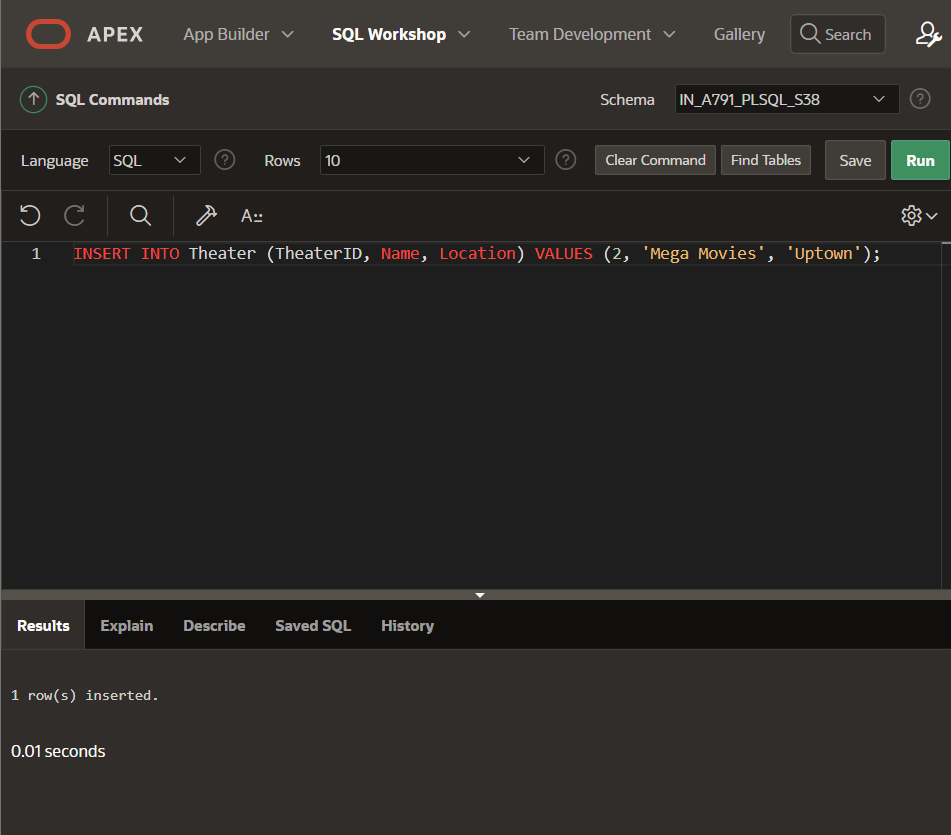 APEX App Builder SQL Workshop Team Development Gallery Search
SQL Commands Schema IN_A791_PLSQL_S38
Language SQL Rows 10 Clear Command Find Tables Save Run
A::
1 INSERT INTO Theater (TheaterID, Name, Location) VALUES (2, 'Mega Movies', 'Uptown');
Results Explain Describe Saved SQL History
1 row(s) inserted.
0.01 seconds